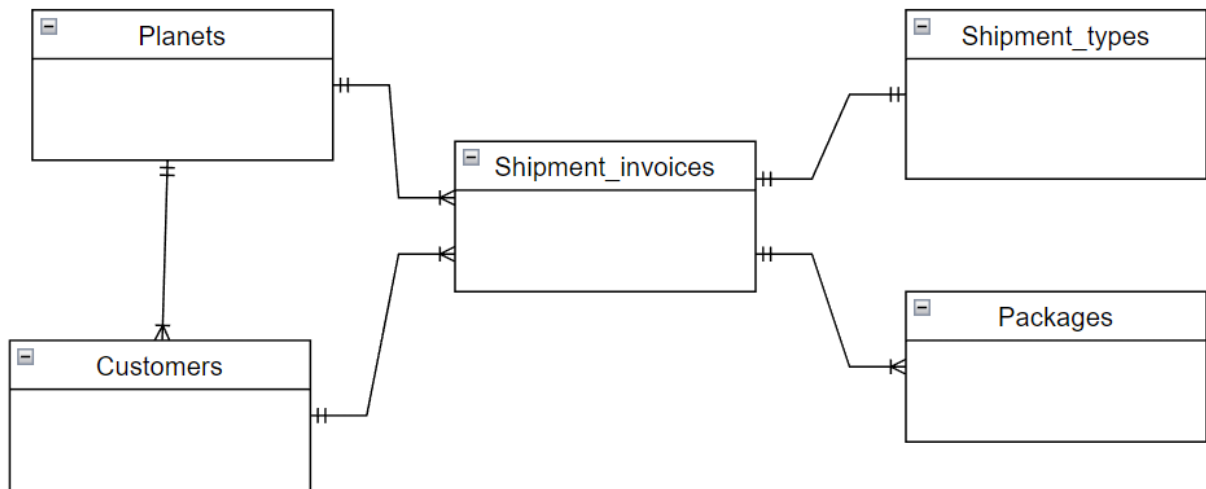 Planets
Shipment_types
Shipment_invoices
Packages
Customers